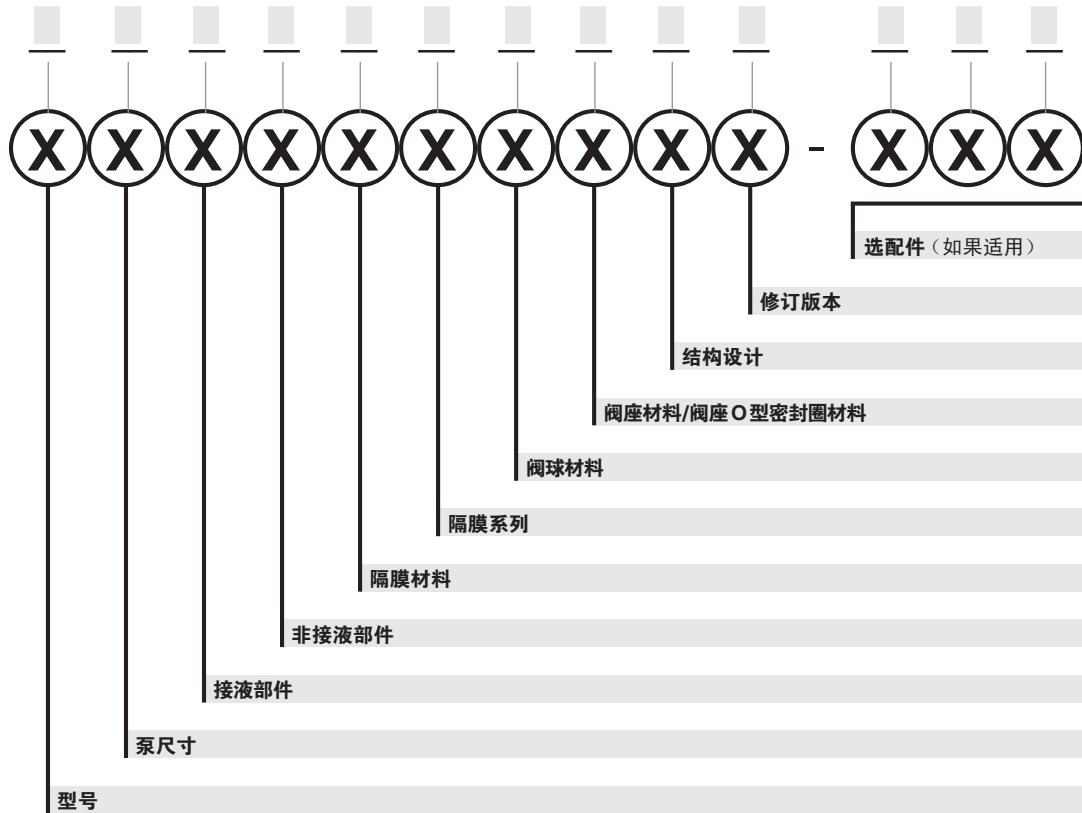 X X X X X X X X X X - X X X
选配件（如果适用）
修订版本
结构设计
阀座材料/阀座O型密封圈材料
阀球材料
隔膜系列
隔膜材料
非接液部件
接液部件
泵尺寸
型号